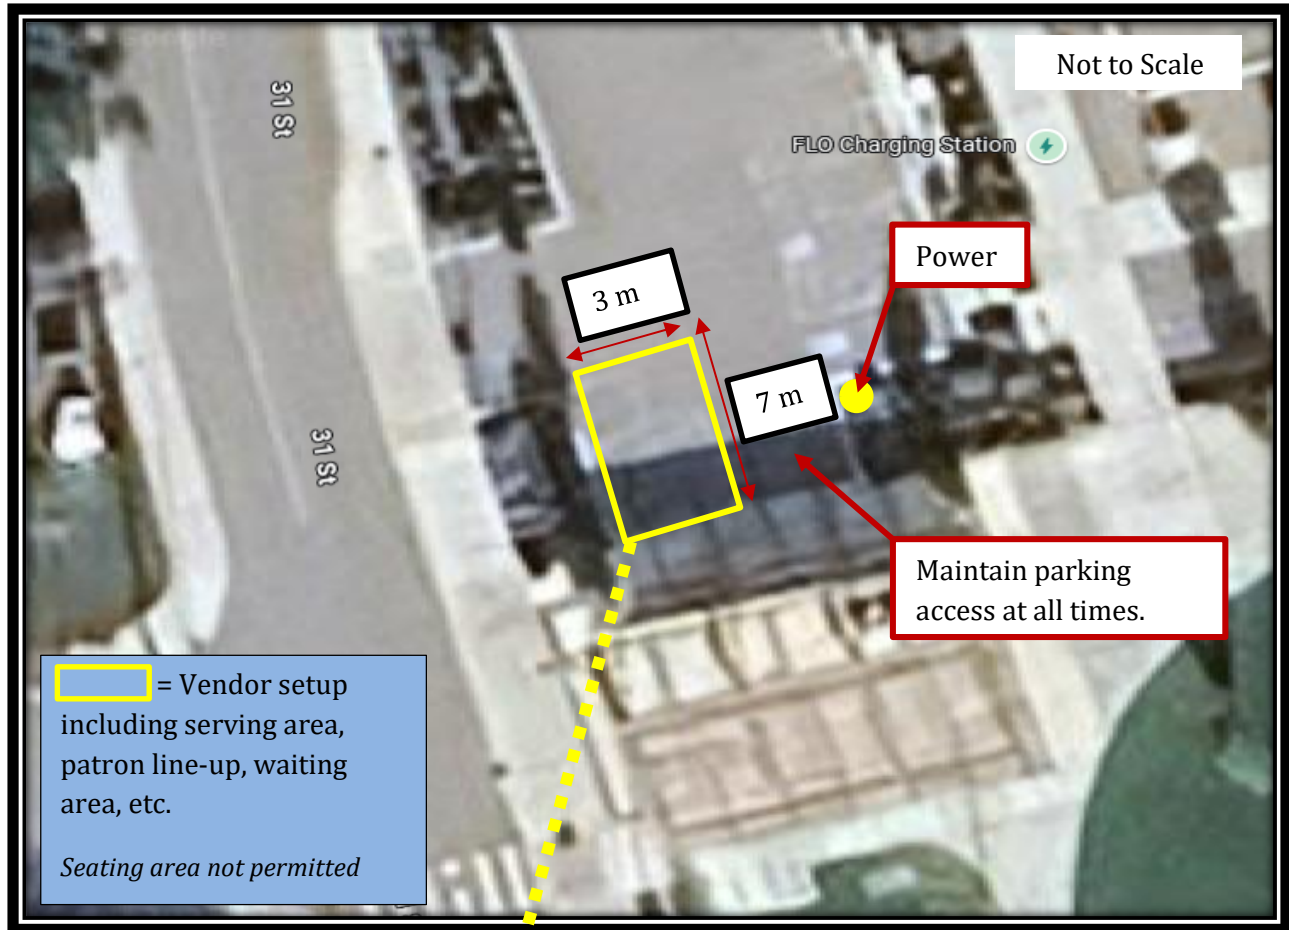 Not to Scale
31 St
FLO Charging Station
Power
3 m
7 m
31 St
Maintain parking
access at all times.
= Vendor setup
including serving area,
patron line-up, waiting
area, etc.
Seating area not permitted